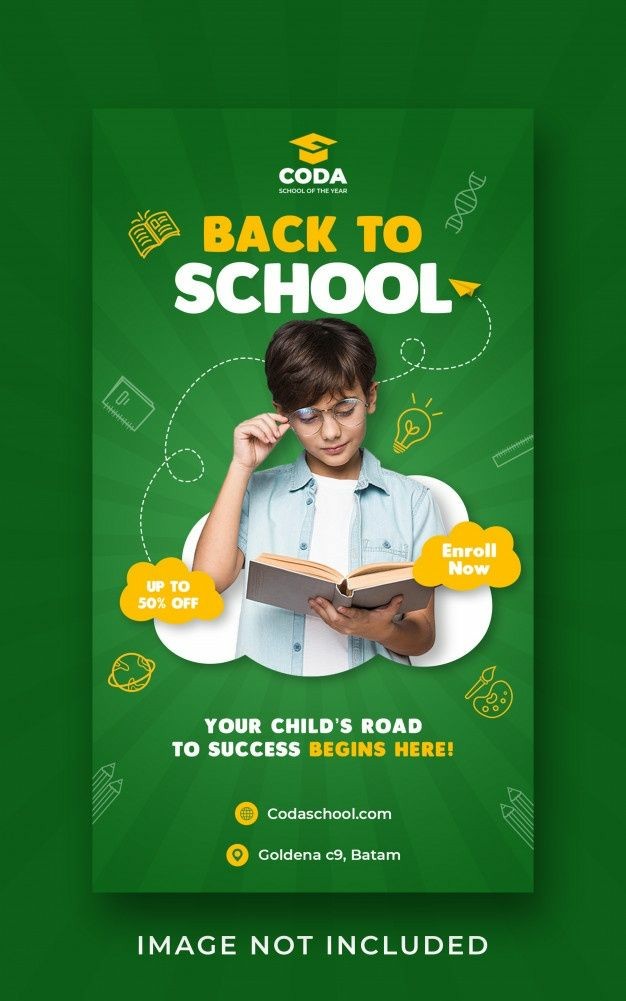 CODA
SCHOOL OF THE YEAR
BACK TO
SCHOOL
UP TO
50% OFF
Enroll
Now
YOUR CHILD'S ROAD
TO SUCCESS BEGINS HERE!
Codaschool.com
Goldena c9, Batam
IMAGE NOT INCLUDED